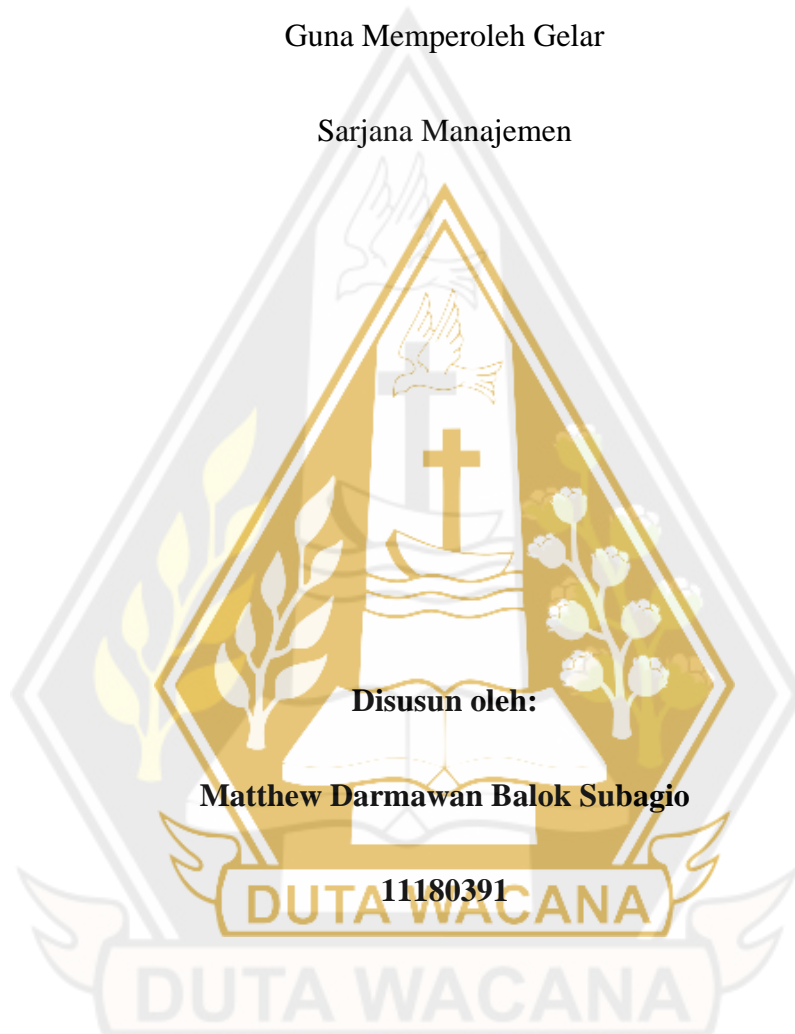 Guna Memperoleh Gelar
Sarjana Manajemen
Disusun oleh:
Matthew Darmawan Balok Subagio
11180391
DUTA WACANA
DUTA WACANA